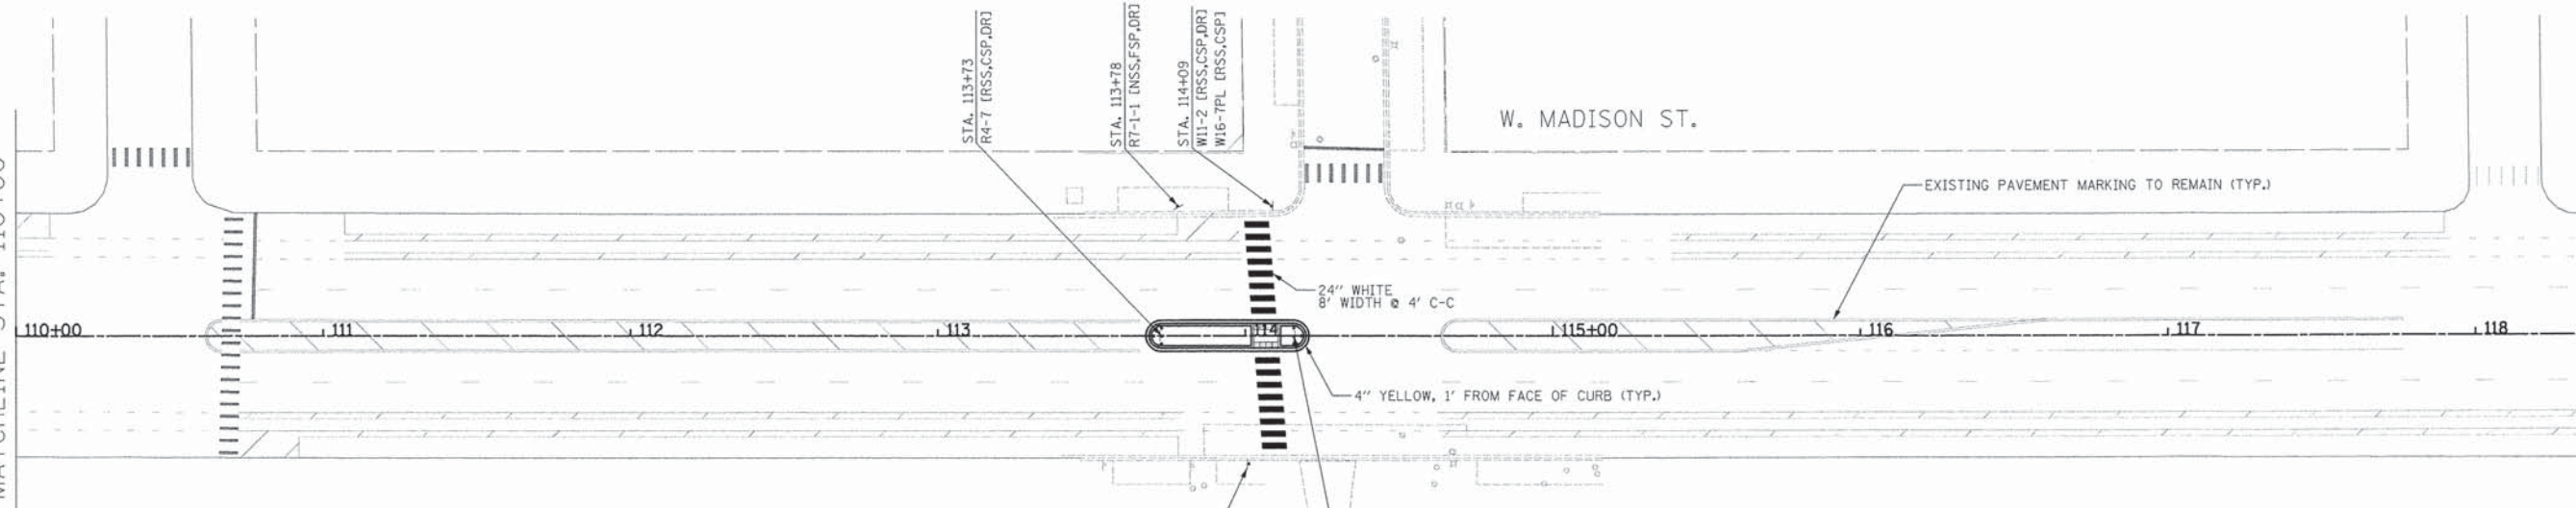 STA. 113+73
R4-7 [RSS,CSP,DR]
STA. 113+78
R7-1-1 [NSS,FSP,DR]
STA. 114+09
W11-2 [RSS,CSP,DR]
W16-7PL [RSS,CSP]
W. MADISON ST.
EXISTING PAVEMENT MARKING TO REMAIN (TYP.)
24" WHITE
8' WIDTH @ 4' C-C
110+00
111
112
113
114
115+00
116
117
118
4" YELLOW, 1' FROM FACE OF CURB (TYP.)